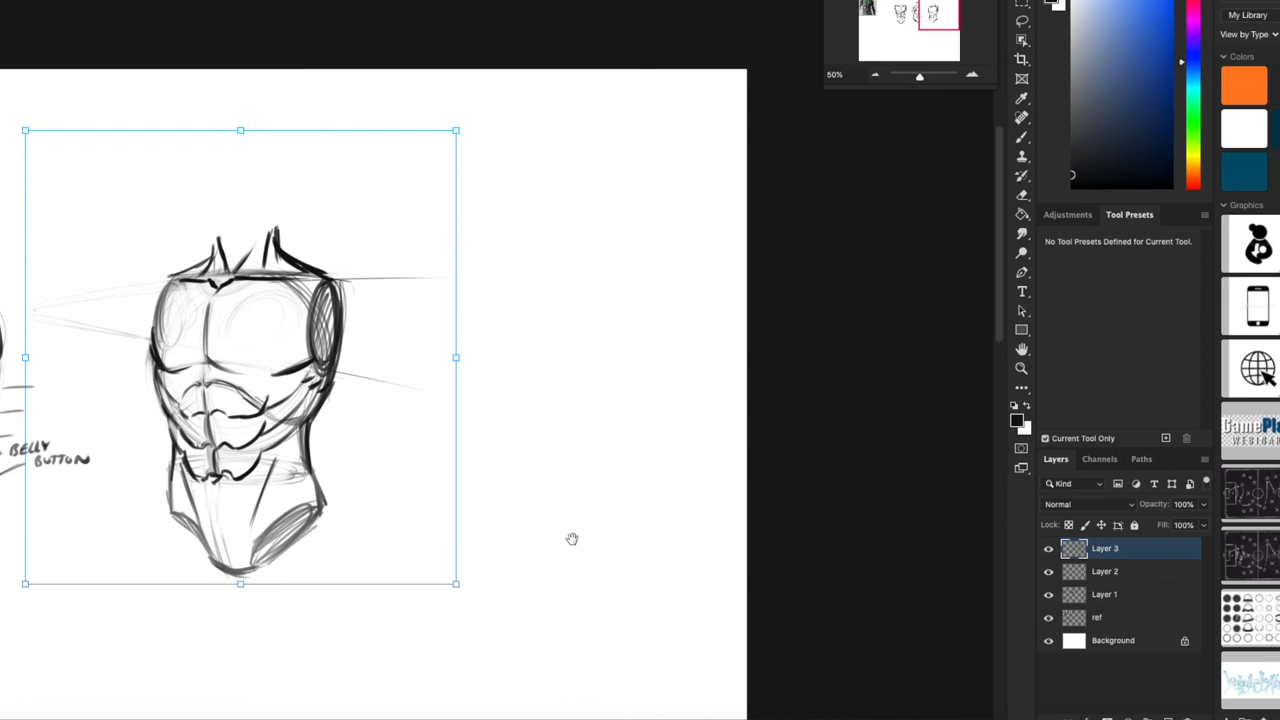 My Library
View by Type
50%
Colors
Graphics
Adjustments
Tool Presets
No Tool Presets Defined for Current Tool.
BELLY
BUTTON
Current Tool Only
Layers
Channels
Paths
Kind
Normal
Opacity: 100%
Lock:
Fill: 100%
Layer 3
Layer 2
Layer 1
ref
Background
WEBINAR